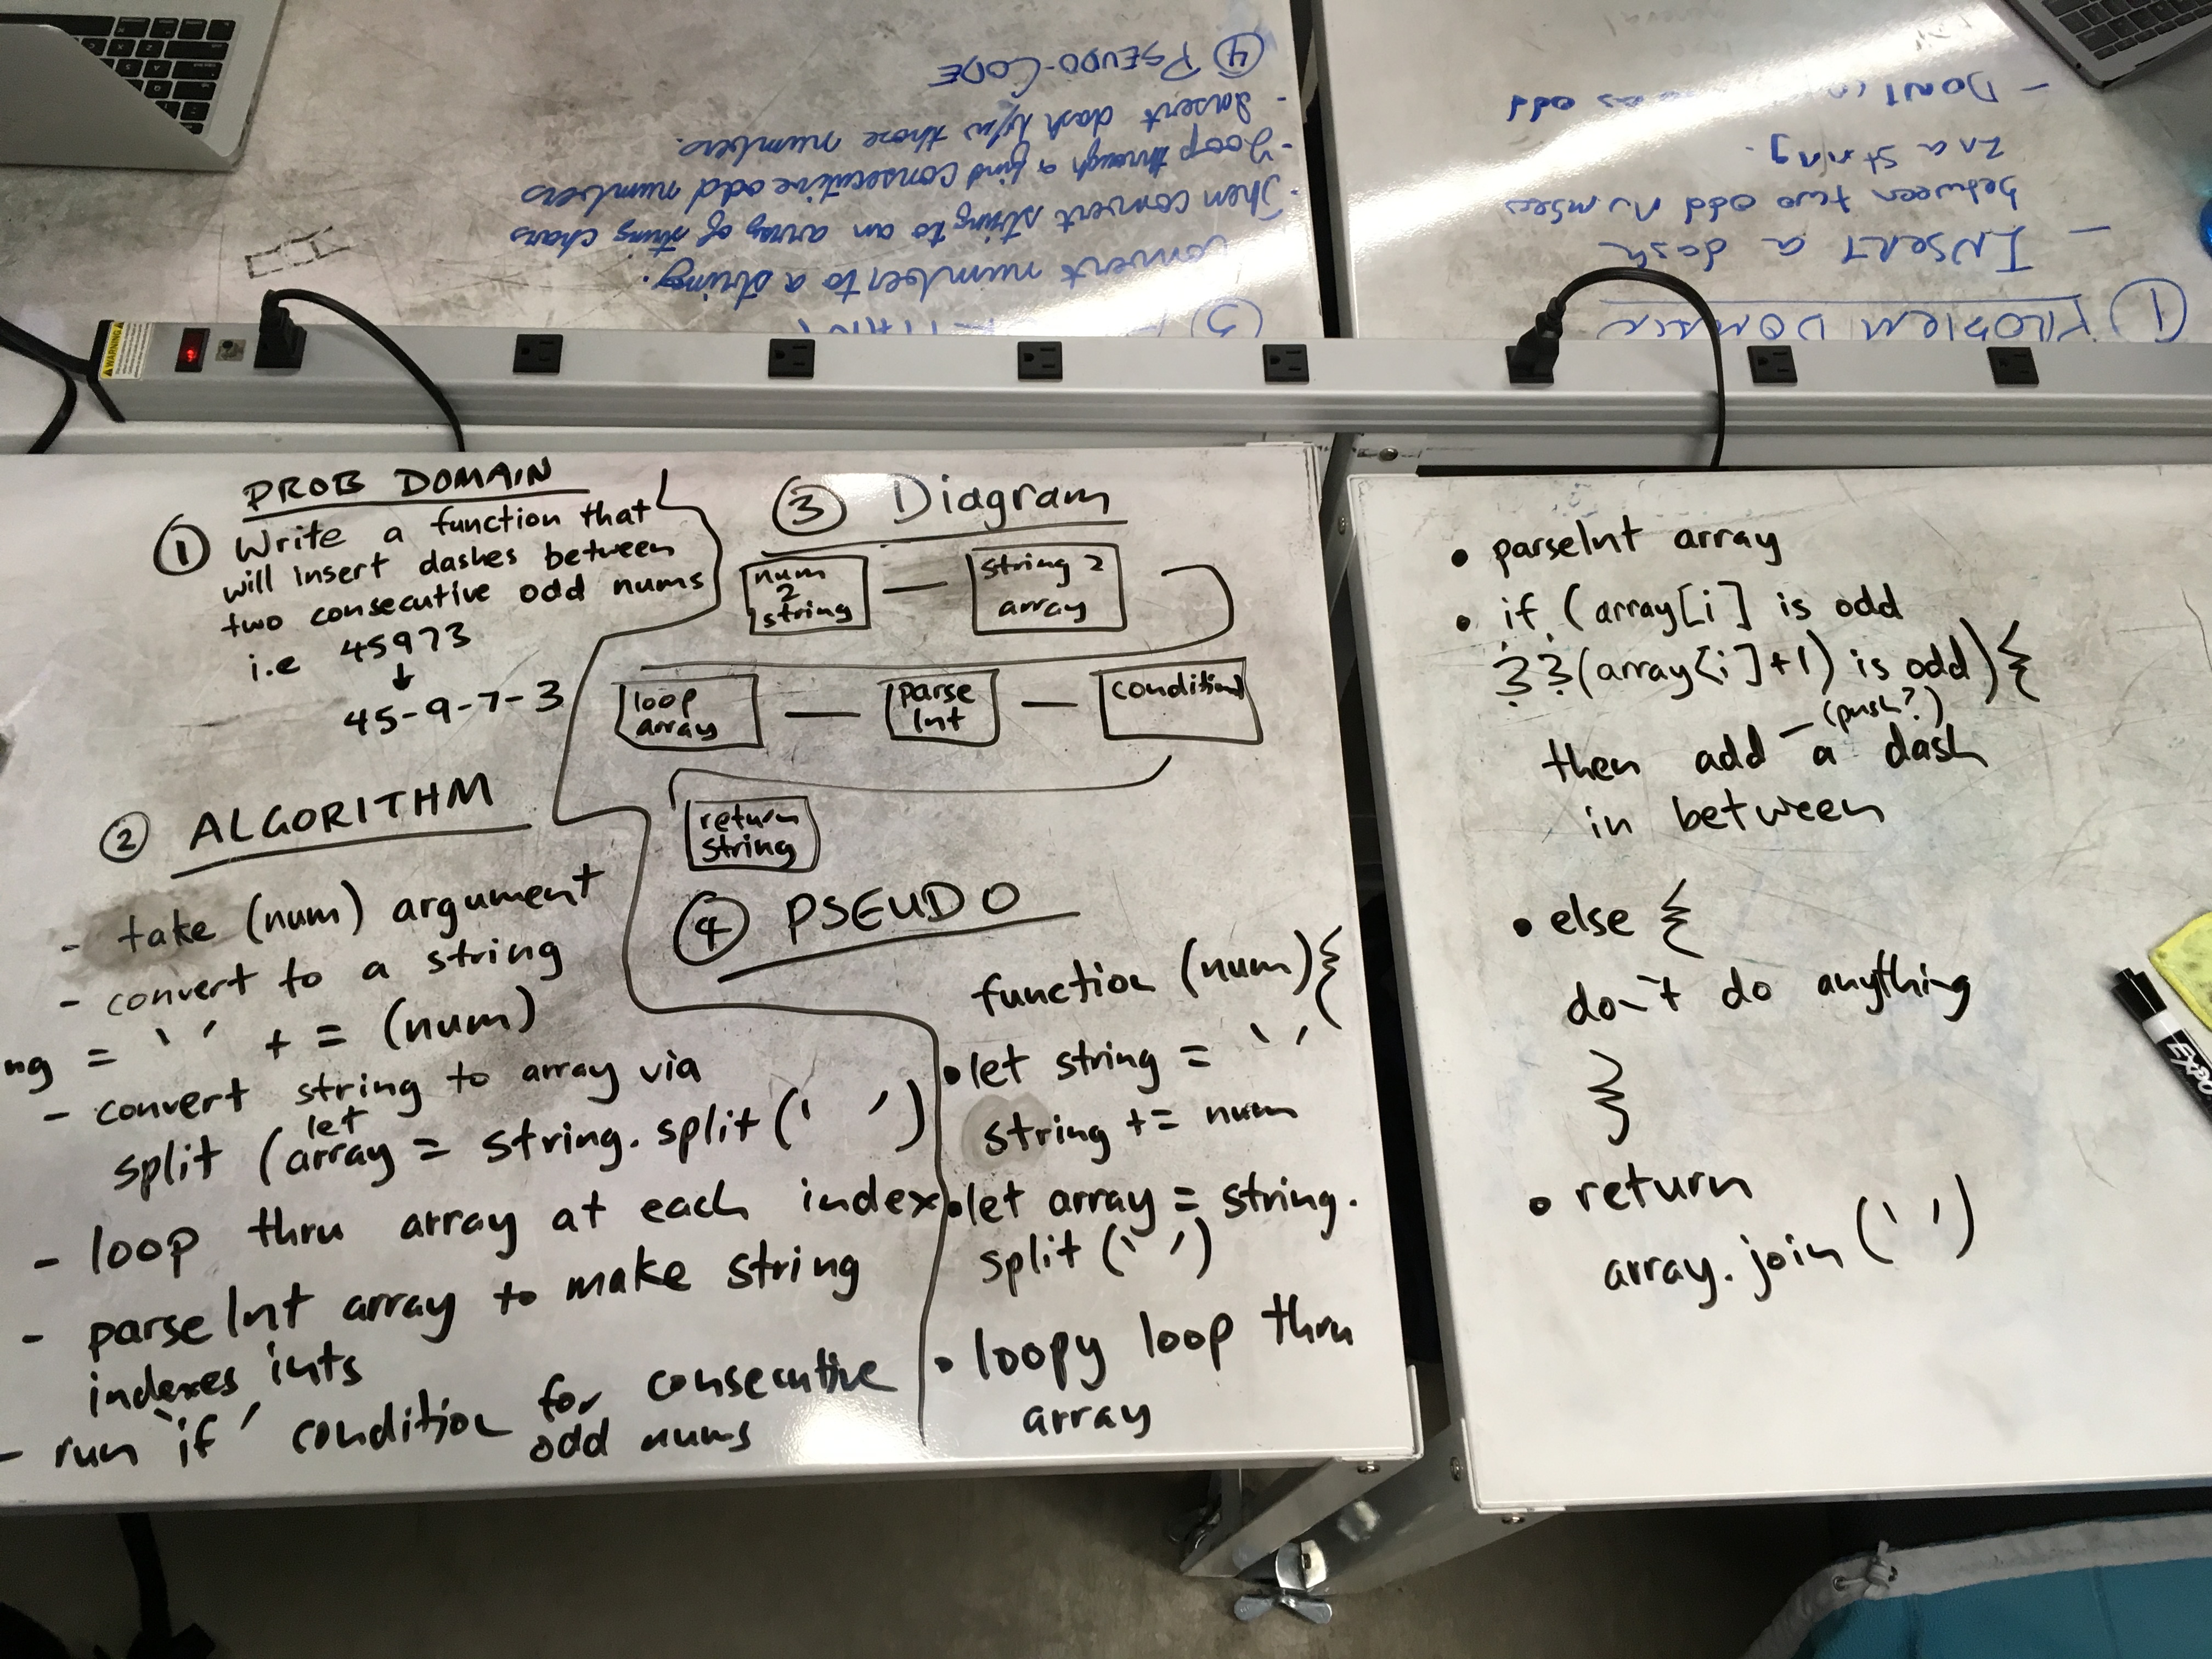 PROB DOMAIN
① Write a function that
will insert dashes between
two consecutive odd nums
i.e 45973
↓
45-9-7-3
② ALGORITHM
- take (num) argument
- convert to a string
ng = ' ' += (num)
- convert string to array via
split (let array = string.split(' ')
- loop thru array at each index
- parseInt array to make string
indexes ints
- run if condition for consecutive
odd nums
③ Diagram
num 2 string — string 2 array
loop array — parse Int — condition
return string
④ PSEUDO
function (num){
• let string = ' '
string += num
• let array = string.
split(' ')
• loopy loop thru
array
• parseInt array
• if (array[i] is odd
&& (array[i]+1) is odd){
then add - a dash
(push?)
in between
• else {
don't do anything
}
• return
array.join(' ')
convert number to a string.
- Then convert string to an array of string chars
- Loop through a find consecutive odd numbers
- Insert dash b/w those numbers.
④ PSEUDO-CODE
① PROBLEM DOMAIN
— INSERT a dash
between two odd numbers
in a string.
— DONT
as odd
WARNING
EXPO